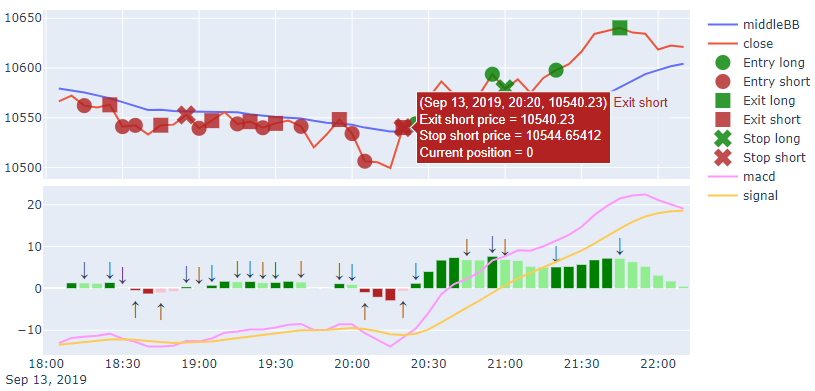 10650
10600
10550
10500
(Sep 13, 2019, 20:20, 10540.23) Exit short
Exit short price = 10540.23
Stop short price = 10544.65412
Current position = 0
middleBB
close
Entry long
Entry short
Exit long
Exit short
Stop long
Stop short
macd
signal
20
10
0
−10
18:00 18:30 19:00 19:30 20:00 20:30 21:00 21:30 22:00
Sep 13, 2019